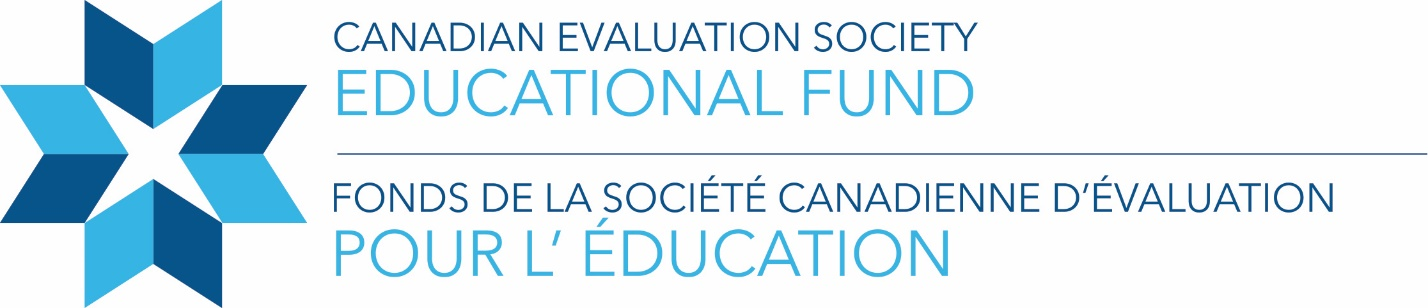 CANADIAN EVALUATION SOCIETY
EDUCATIONAL FUND
FONDS DE LA SOCIÉTÉ CANADIENNE D'ÉVALUATION
POUR L' ÉDUCATION